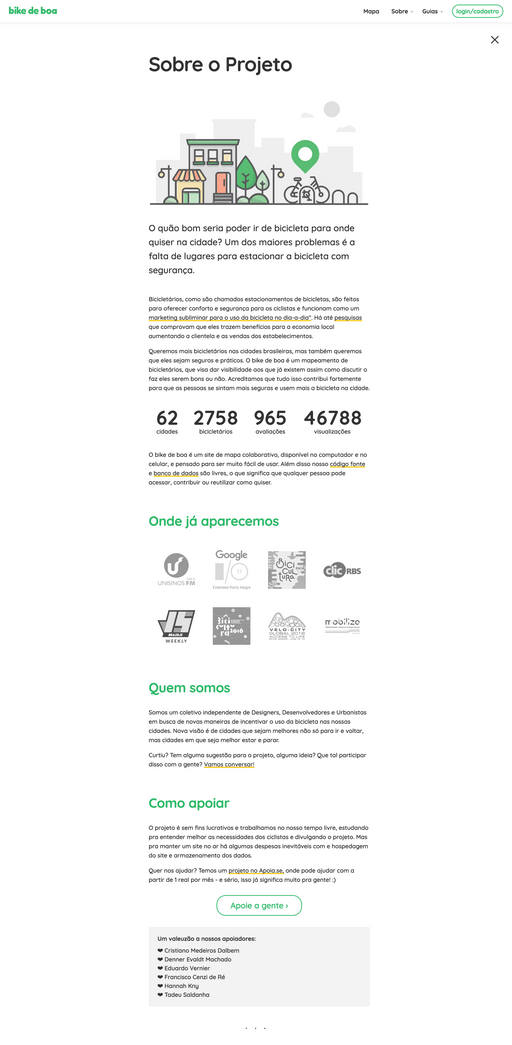 bike de boa
Mapa Sobre Guias login/cadastro
Sobre o Projeto
O quão bom seria poder ir de bicicleta para onde
quiser na cidade? Um dos maiores problemas é a
falta de lugares para estacionar a bicicleta com
segurança.
Bicicletários, como são chamados estacionamentos de bicicletas, são feitos
para oferecer conforto e segurança para os ciclistas e funcionam como um
marketing subliminar para o uso da bicicleta no dia-a-dia". Há até pesquisas
que comprovam que eles trazem benefícios para a economia local
aumentando a clientela e as vendas dos estabelecimentos.
Queremos mais bicicletários nas cidades brasileiras, mas também queremos
que eles sejam seguros e práticos. O bike de boa é um mapeamento de
bicicletários, que visa dar visibilidade aos que já existem assim como discutir o
faz eles serem bons ou não. Acreditamos que tudo isso contribui fortemente
para que as pessoas se sintam mais seguras e usem mais a bicicleta na cidade.
62 2758 965 46788
cidades bicicletários avaliações visualizações
O bike de boa é um site de mapa colaborativo, disponível no computador e no
celular, e pensado para ser muito fácil de usar. Além disso nosso código fonte
e banco de dados são livres, o que significa que qualquer pessoa pode
acessar, contribuir ou reutilizar como quiser.
Onde já aparecemos
UNISINOS FM
Google
I/O
Extended Porto Alegre
BICI
CUL
TURA
clicRBS
JS
WEEKLY
bici
cultu
ra 2016
VELO-CITY
GLOBAL 2018
mobilize
Quem somos
Somos um coletivo independente de Designers, Desenvolvedores e Urbanistas
em busca de novas maneiras de incentivar o uso da bicicleta nas nossas
cidades. Nova visão é de cidades que sejam melhores não só para ir e voltar,
mas cidades em que seja melhor estar e parar.
Curtiu? Tem alguma sugestão para o projeto, alguma ideia? Que tal participar
disso com a gente? Vamos conversar!
Como apoiar
O projeto é sem fins lucrativos e trabalhamos no nosso tempo livre, estudando
pra entender melhor as necessidades dos ciclistas e divulgando o projeto. Mas
pra manter um site no ar há algumas despesas inevitáveis com a hospedagem
do site e armazenamento dos dados.
Quer nos ajudar? Temos um projeto no Apoia.se, onde pode ajudar com a
partir de 1 real por mês - e sério, isso já significa muito pra gente! :)
Apoie a gente ›
Um valeuzão a nossos apoiadores:
❤ Cristiano Medeiros Dalbem
❤ Denner Evaldt Machado
❤ Eduardo Vernier
❤ Francisco Cenzi de Ré
❤ Hannah Kny
❤ Tadeu Saldanha